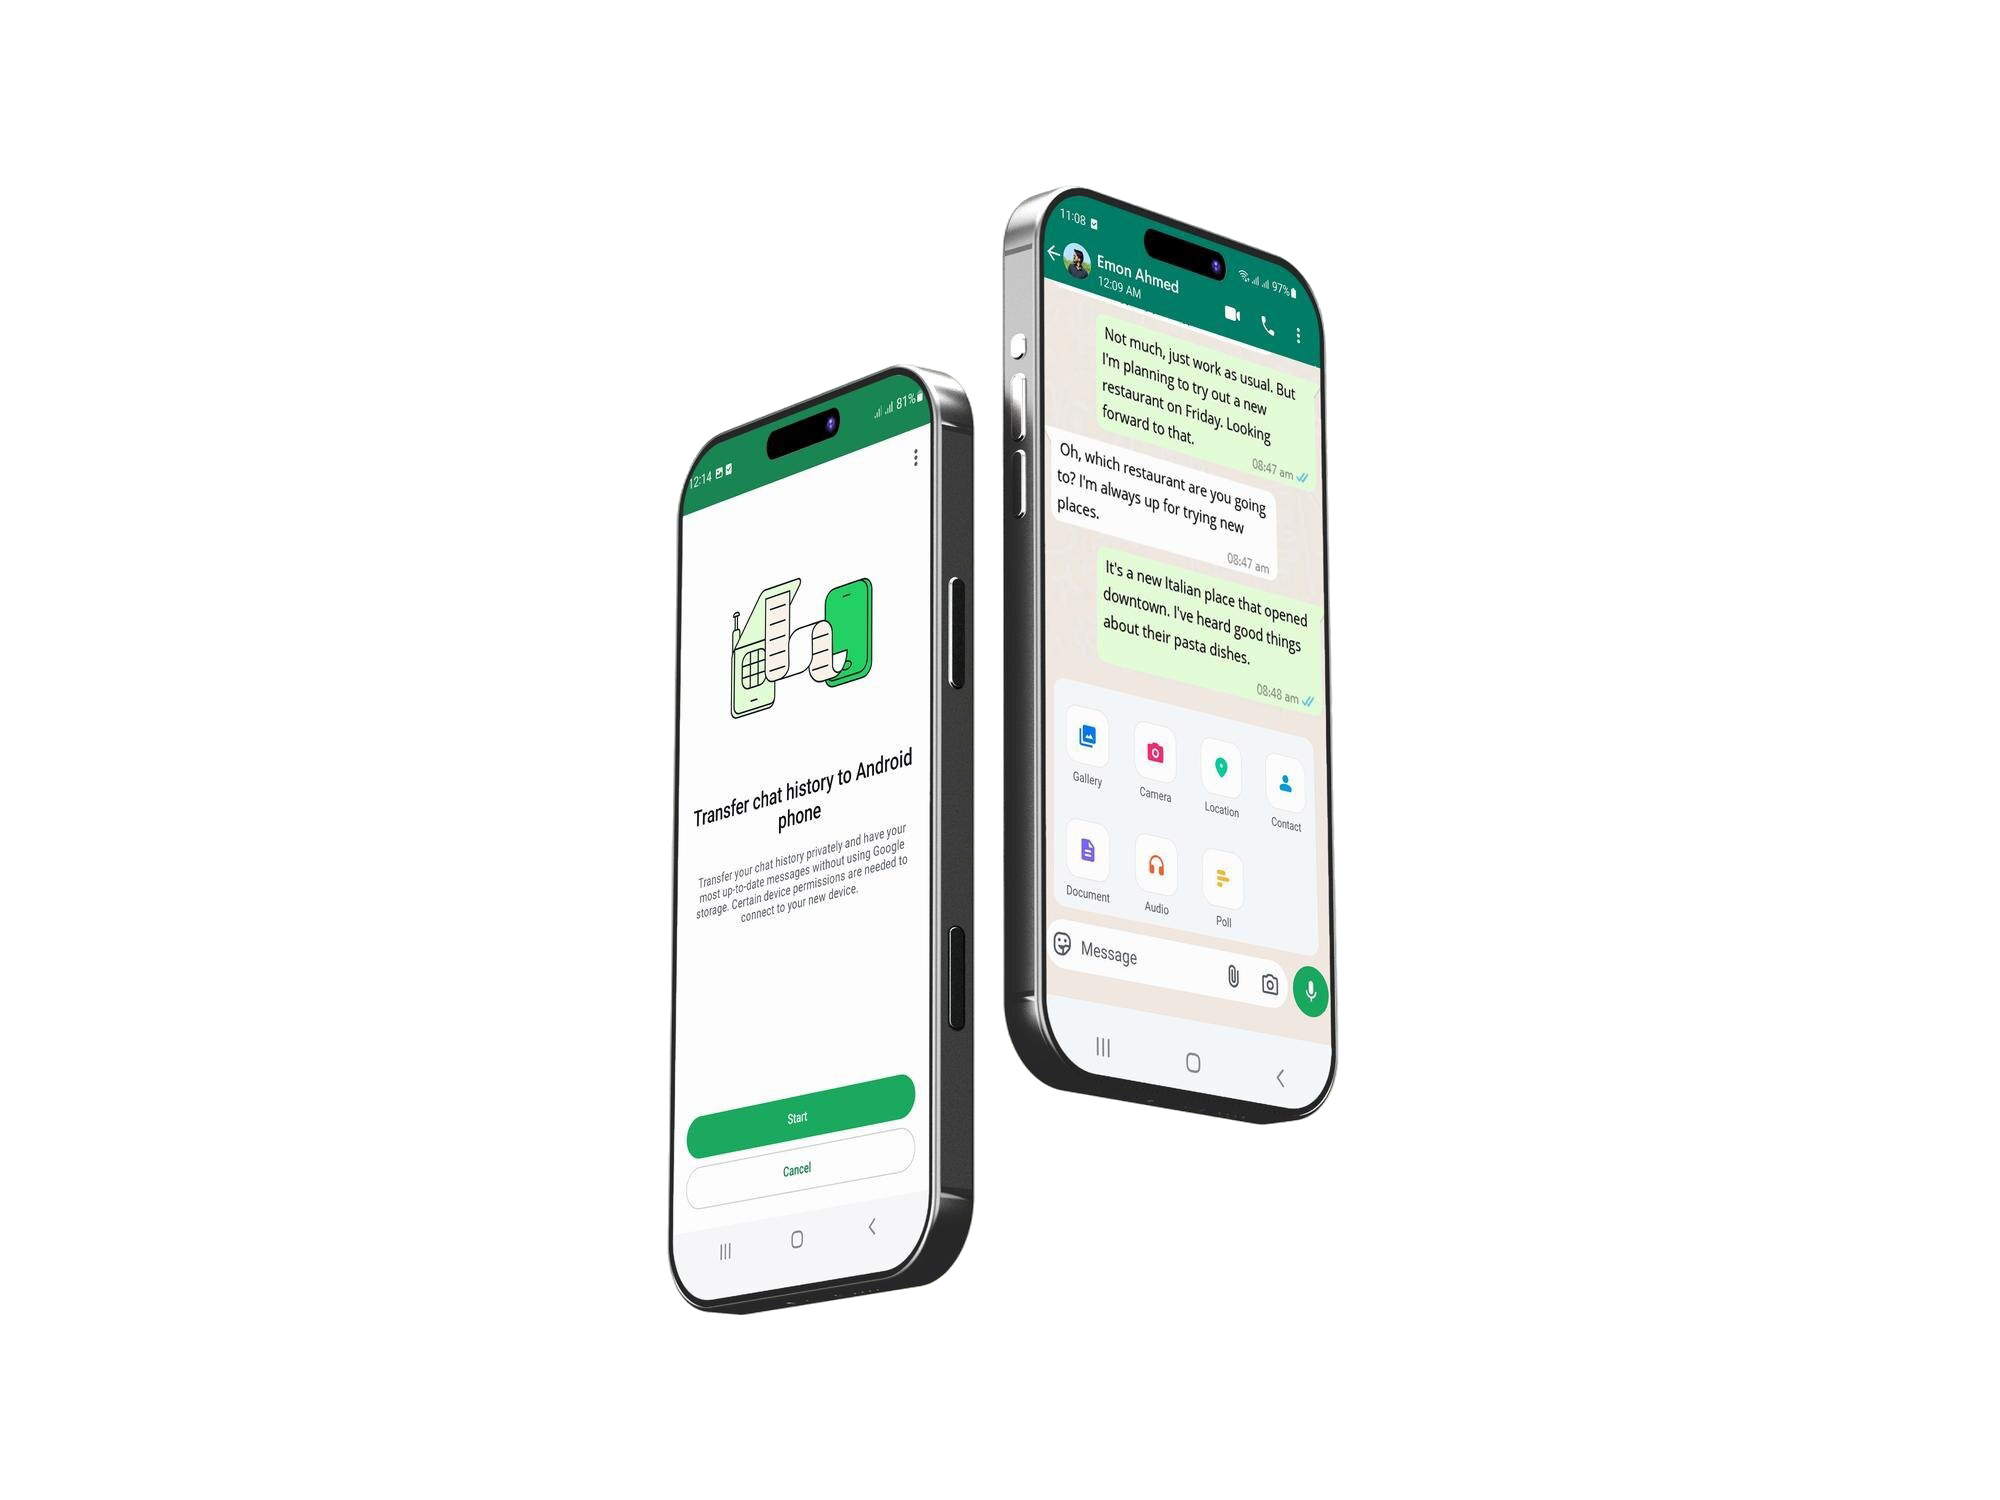 12:14
81%
Transfer chat history to Android
phone
Transfer your chat history privately and have your
most up-to-date messages without using Google
storage. Certain device permissions are needed to
connect to your new device.
Start
Cancel
11:08
97%
Emon Ahmed
12:09 AM
Not much, just work as usual. But
I'm planning to try out a new
restaurant on Friday. Looking
forward to that.
08:47 am
Oh, which restaurant are you going
to? I'm always up for trying new
places.
08:47 am
It's a new Italian place that opened
downtown. I've heard good things
about their pasta dishes.
08:48 am
Gallery
Camera
Location
Contact
Document
Audio
Poll
Message